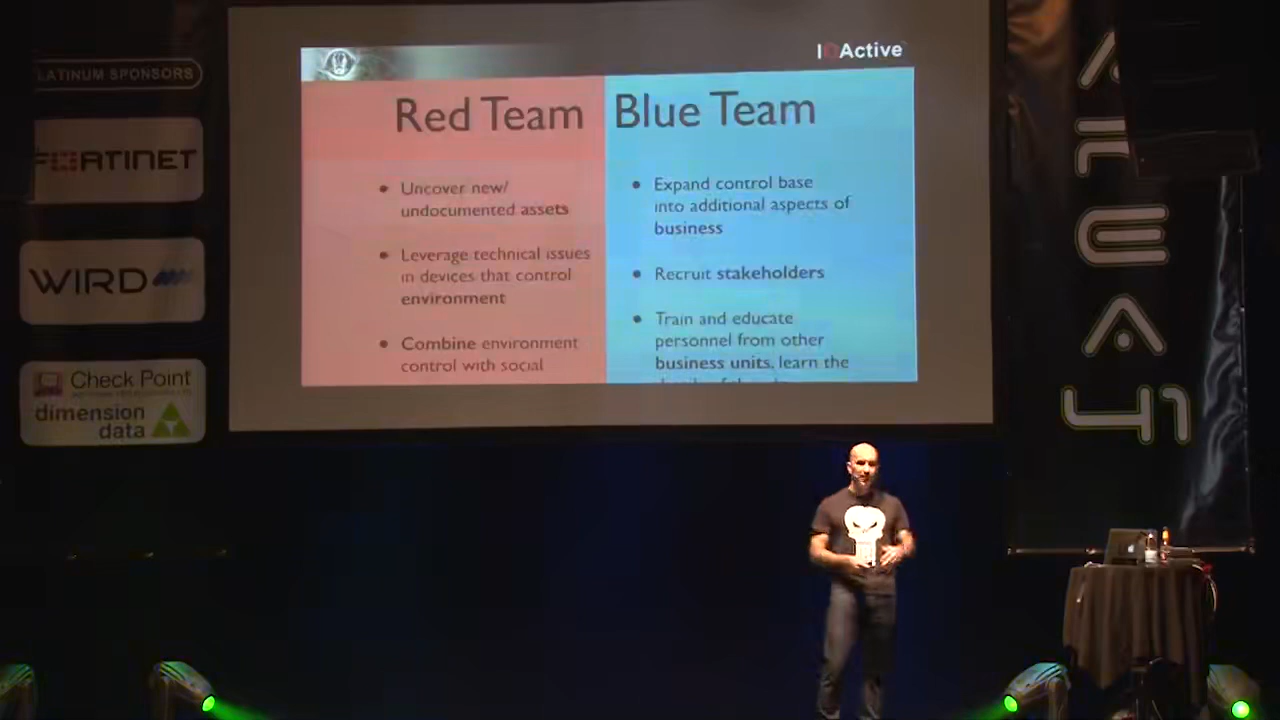 LATINUM SPONSORS
FORTINET
WIRD
Check Point
dimension
data
IOActive
Red Team
Uncover new/
undocumented assets
Leverage technical issues
in devices that control
environment
Combine environment
control with social
Blue Team
Expand control base
into additional aspects of
business
Recruit stakeholders
Train and educate
personnel from other
business units, learn the
AREA
41